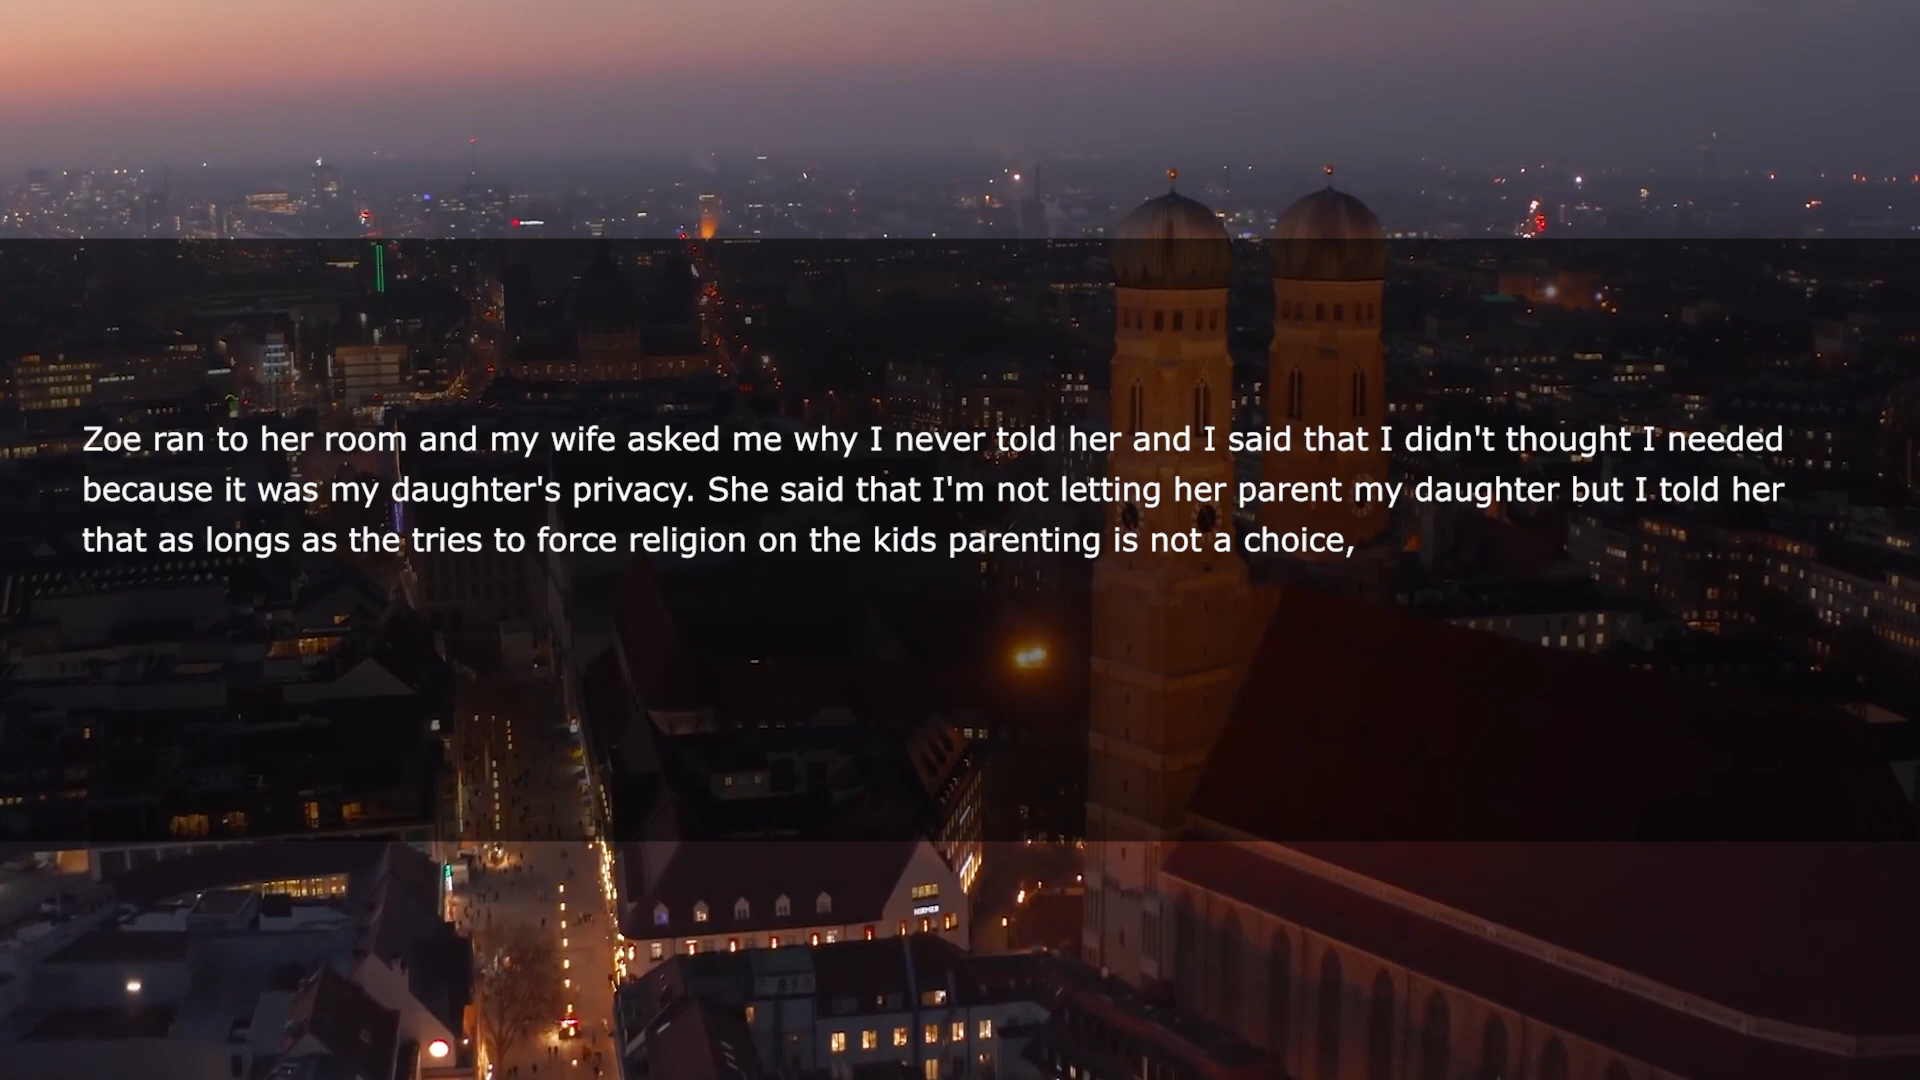 Zoe ran to her room and my wife asked me why I never told her and I said that I didn't thought I needed
because it was my daughter's privacy. She said that I'm not letting her parent my daughter but I told her
that as longs as the tries to force religion on the kids parenting is not a choice,
HIRMER